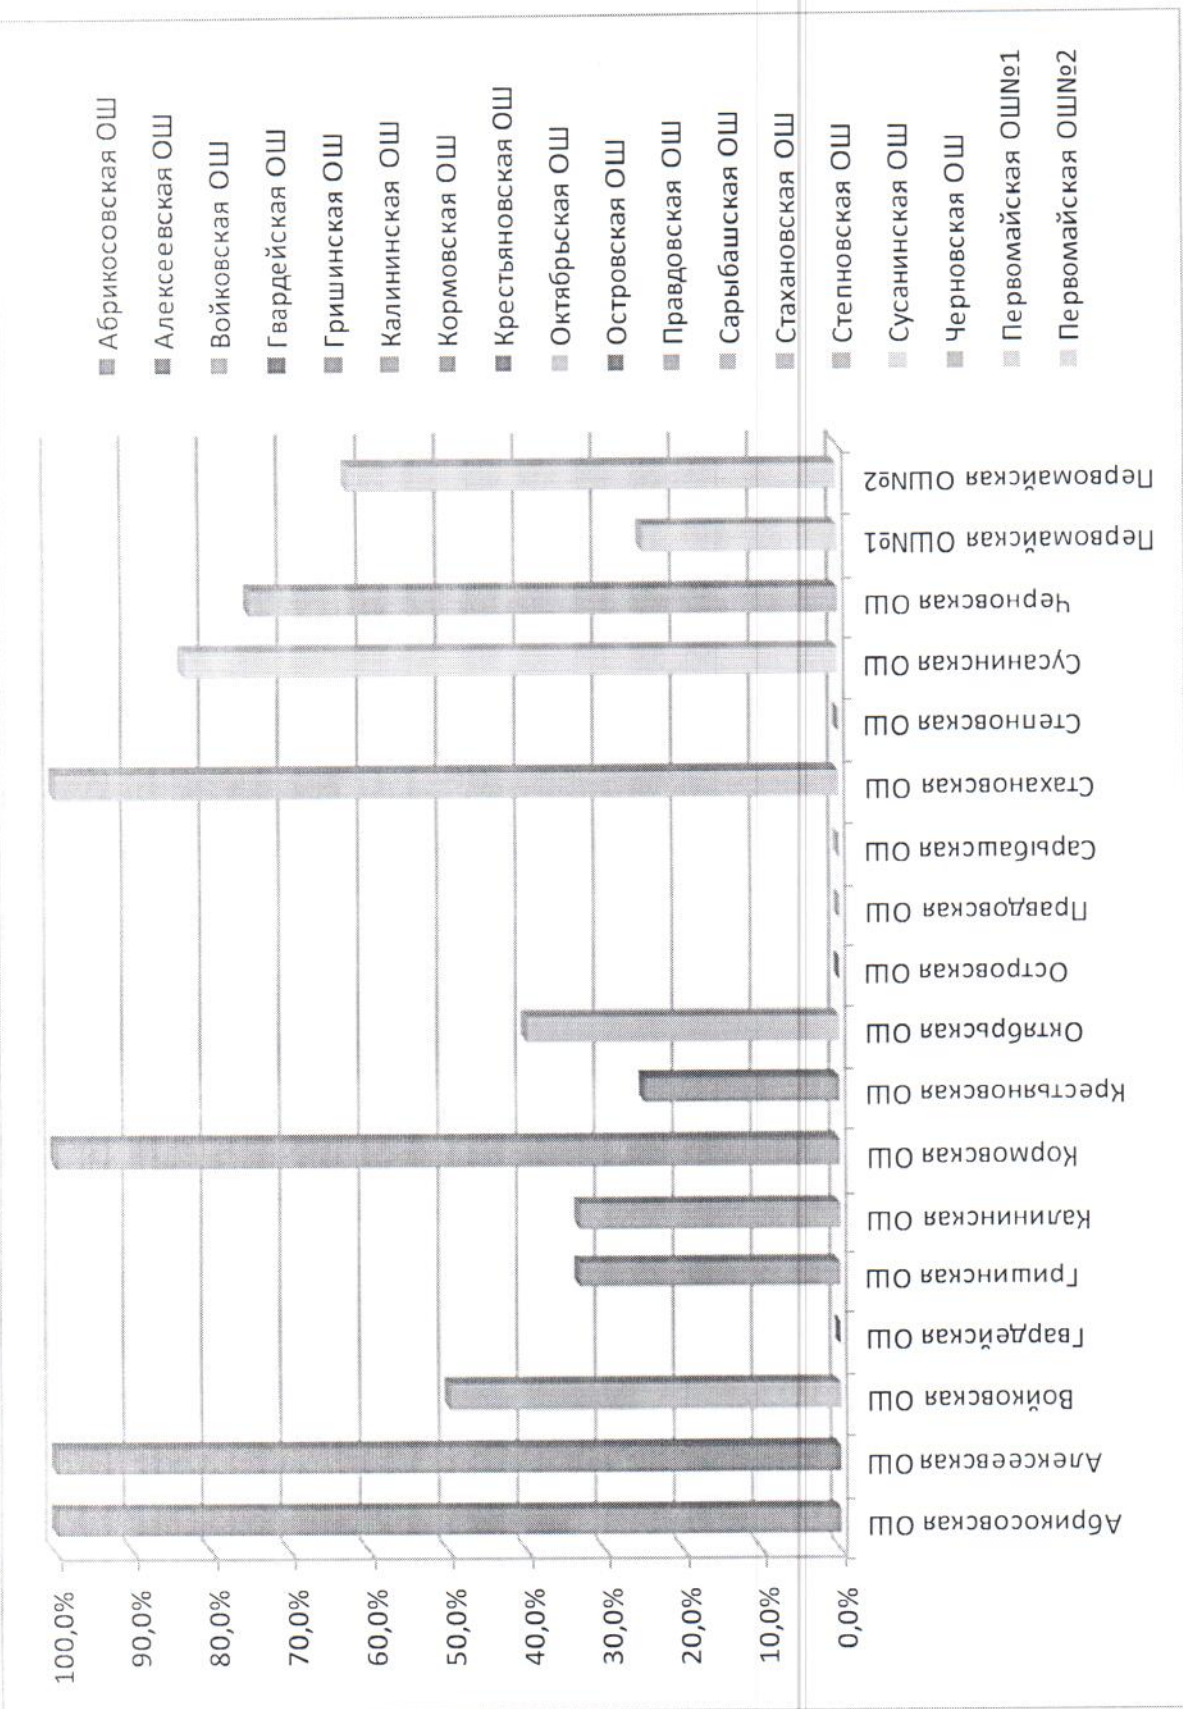 100,0%
90,0%
80,0%
70,0%
60,0%
50,0%
40,0%
30,0%
20,0%
10,0%
0,0%
Абрикосовская ОШ
Алексеевская ОШ
Войковская ОШ
Гвардейская ОШ
Гришинская ОШ
Калининская ОШ
Кормовская ОШ
Крестьяновская ОШ
Октябрьская ОШ
Островская ОШ
Правдовская ОШ
Сарыбашская ОШ
Стахановская ОШ
Степновская ОШ
Сусанинская ОШ
Черновская ОШ
Первомайская ОШ№1
Первомайская ОШ№2
Абрикосовская ОШ
Алексеевская ОШ
Войковская ОШ
Гвардейская ОШ
Гришинская ОШ
Калининская ОШ
Кормовская ОШ
Крестьяновская ОШ
Октябрьская ОШ
Островская ОШ
Правдовская ОШ
Сарыбашская ОШ
Стахановская ОШ
Степновская ОШ
Сусанинская ОШ
Черновская ОШ
Первомайская ОШ№1
Первомайская ОШ№2